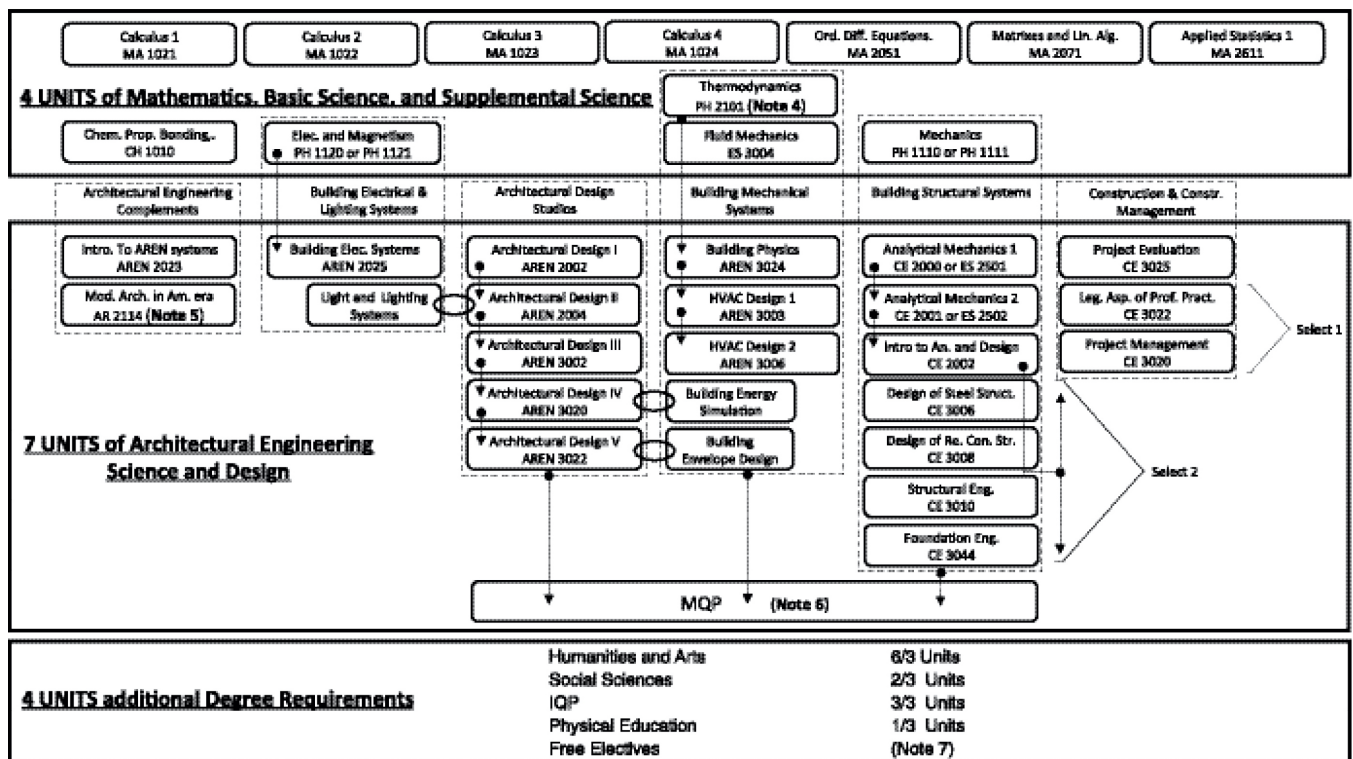 Calculus 1
MA 1021
Calculus 2
MA 1022
Calculus 3
MA 1023
Calculus 4
MA 1024
Ord. Diff. Equations.
MA 2051
Matrixes and Lin. Alg.
MA 2071
Applied Statistics 1
MA 2611
4 UNITS of Mathematics, Basic Science, and Supplemental Science
Thermodynamics
PH 2101 (Note 4)
Chem. Prop. Bonding,.
CH 1010
Elec. and Magnetism
PH 1120 or PH 1121
Fluid Mechanics
ES 3004
Mechanics
PH 1110 or PH 1111
Architectural Engineering
Complements
Building Electrical &
Lighting Systems
Architectural Design
Studios
Building Mechanical
Systems
Building Structural Systems
Construction & Constr.
Management
Intro. To AREN systems
AREN 2023
Building Elec. Systems
AREN 2025
Architectural Design I
AREN 2002
Building Physics
AREN 3024
Analytical Mechanics 1
CE 2000 or ES 2501
Project Evaluation
CE 3025
Mod. Arch. in Am. era
AR 2114 (Note 5)
Light and Lighting
Systems
Architectural Design II
AREN 2004
HVAC Design 1
AREN 3003
Analytical Mechanics 2
CE 2001 or ES 2502
Leg. Asp. of Prof. Pract.
CE 3022
Select 1
Architectural Design III
AREN 3002
HVAC Design 2
AREN 3006
Intro to An. and Design
CE 2002
Project Management
CE 3020
Architectural Design IV
AREN 3020
Building Energy
Simulation
Design of Steel Struct.
CE 3006
7 UNITS of Architectural Engineering
Science and Design
Architectural Design V
AREN 3022
Building
Envelope Design
Design of Re. Con. Str.
CE 3008
Select 2
Structural Eng.
CE 3010
Foundation Eng.
CE 3044
MQP (Note 6)
4 UNITS additional Degree Requirements
Humanities and Arts 6/3 Units
Social Sciences 2/3 Units
IQP 3/3 Units
Physical Education 1/3 Units
Free Electives (Note 7)